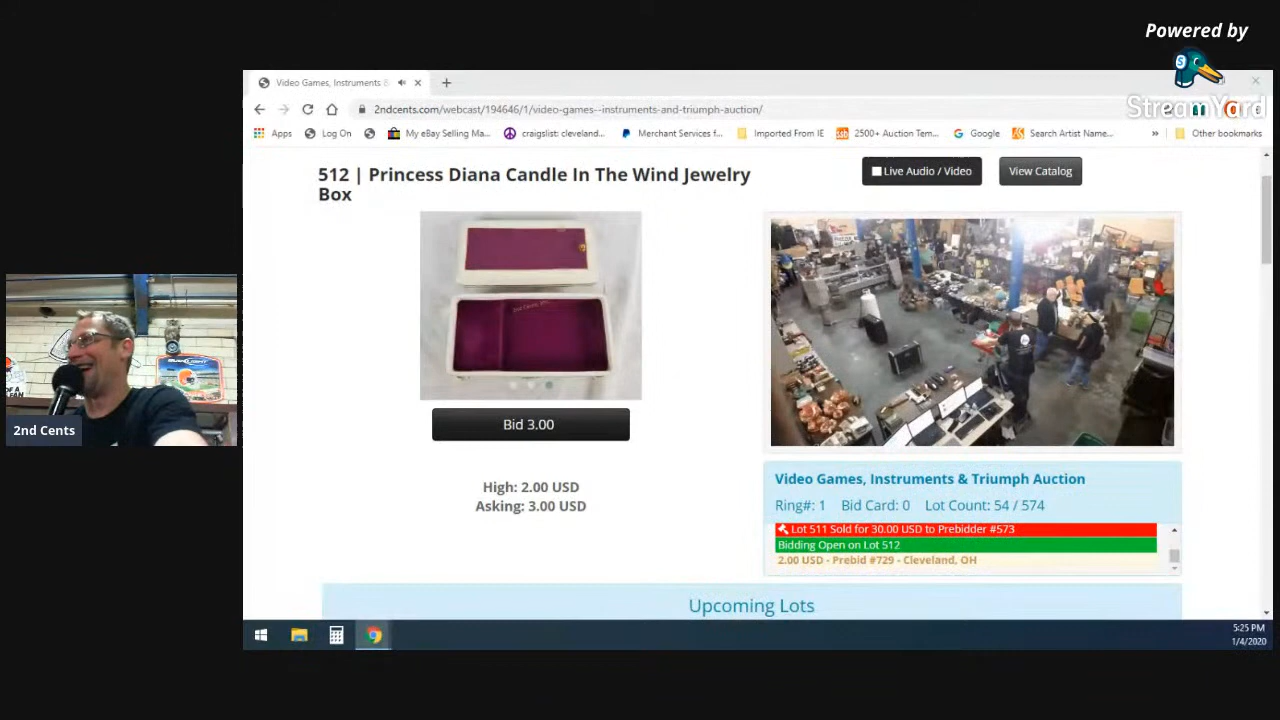 Powered by
StreamYard
Video Games, Instruments &
2ndcents.com/webcast/194646/1/video-games--instruments-and-triumph-auction/
Apps Log On My eBay Selling Ma... craigslist: cleveland... Merchant Services f... Imported From IE 2500+ Auction Tem... Google Search Artist Name... » Other bookmarks
512 | Princess Diana Candle In The Wind Jewelry
Box
Live Audio / Video
View Catalog
Bid 3.00
High: 2.00 USD
Asking: 3.00 USD
2nd Cents
Video Games, Instruments & Triumph Auction
Ring#: 1 Bid Card: 0 Lot Count: 54 / 574
Lot 511 Sold for 30.00 USD to Prebidder #573
Bidding Open on Lot 512
2.00 USD - Prebid #729 - Cleveland, OH
Upcoming Lots
5:25 PM
1/4/2020